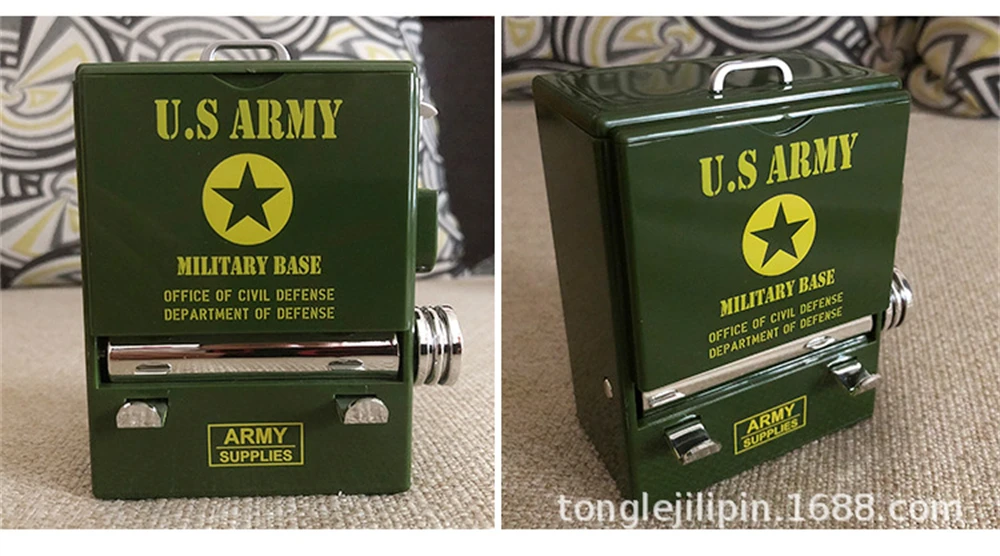 U.S ARMY
MILITARY BASE
OFFICE OF CIVIL DEFENSE
DEPARTMENT OF DEFENSE
ARMY
SUPPLIES
U.S ARMY
MILITARY BASE
OFFICE OF CIVIL DEFENSE
DEPARTMENT OF DEFENSE
ARMY
SUPPLIES
tonglejilipin.1688.com